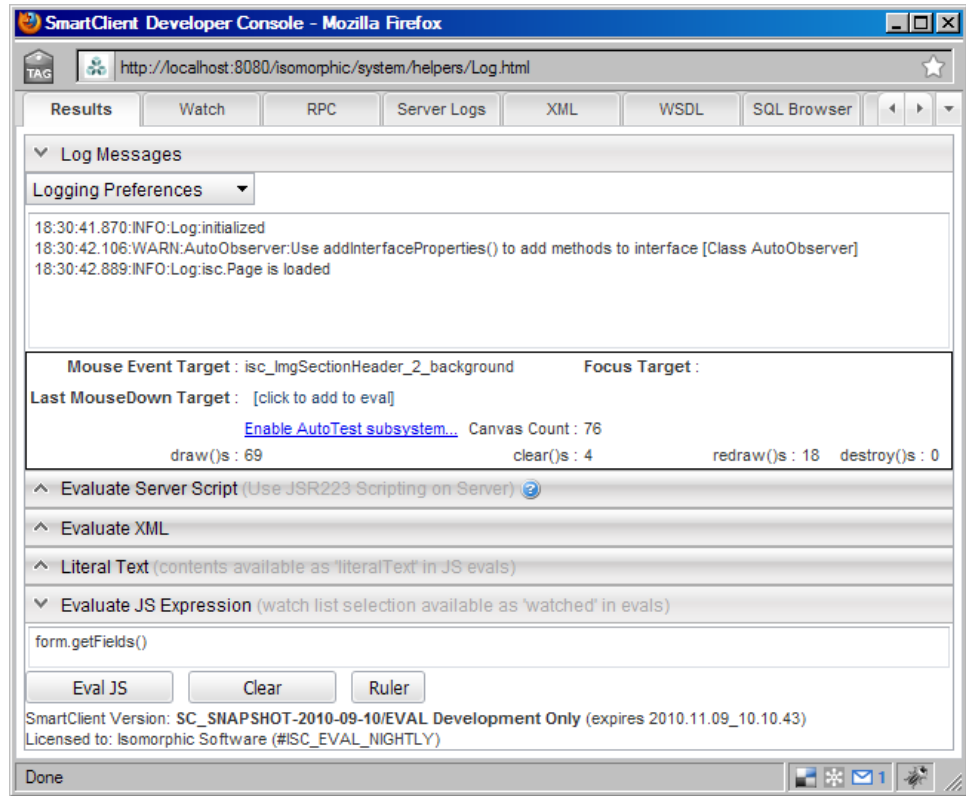 SmartClient Developer Console - Mozilla Firefox
TAG http://localhost:8080/isomorphic/system/helpers/Log.html
Results Watch RPC Server Logs XML WSDL SQL Browser
Log Messages
Logging Preferences
18:30:41.870:INFO:Log:initialized
18:30:42.106:WARN:AutoObserver:Use addInterfaceProperties() to add methods to interface [Class AutoObserver]
18:30:42.889:INFO:Log:isc.Page is loaded
Mouse Event Target : isc_ImgSectionHeader_2_background Focus Target :
Last MouseDown Target : [click to add to eval]
Enable AutoTest subsystem... Canvas Count : 76
draw()s : 69 clear()s : 4 redraw()s : 18 destroy()s : 0
Evaluate Server Script (Use JSR223 Scripting on Server) ?
Evaluate XML
Literal Text (contents available as 'literalText' in JS evals)
Evaluate JS Expression (watch list selection available as 'watched' in evals)
form.getFields()
Eval JS Clear Ruler
SmartClient Version: SC_SNAPSHOT-2010-09-10/EVAL Development Only (expires 2010.11.09_10.10.43)
Licensed to: Isomorphic Software (#ISC_EVAL_NIGHTLY)
Done 1